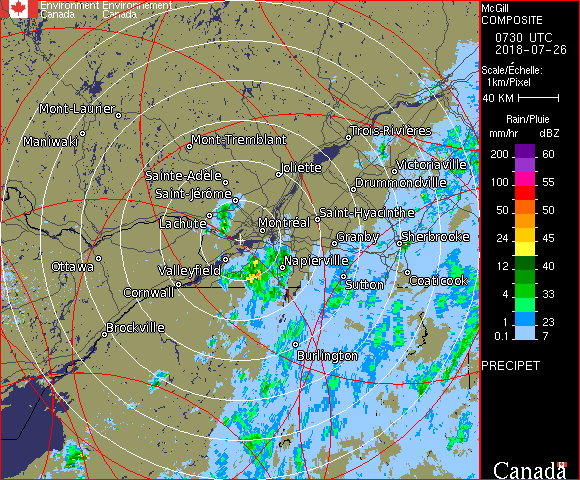 Environment Environnement
Canada Canada
McGill
COMPOSITE
0730 UTC
2018-07-26
Scale/Échelle:
1km/Pixel
40 KM
Rain/Pluie
mm/hr dBZ
200 60
100 55
50 50
24 45
12 40
4 33
1 23
0.1 7
PRECIPET
Canada
Mont-Laurier
Maniwaki
Mont-Tremblant
Trois-Rivières
Sainte-Adèle
Joliette
Victoriaville
Saint-Jérôme
Drummondville
Lachute
Montréal
Saint-Hyacinthe
Granby
Sherbrooke
Ottawa
Valleyfield
Napierville
Cornwall
Sutton
Coaticook
Brockville
Burlington